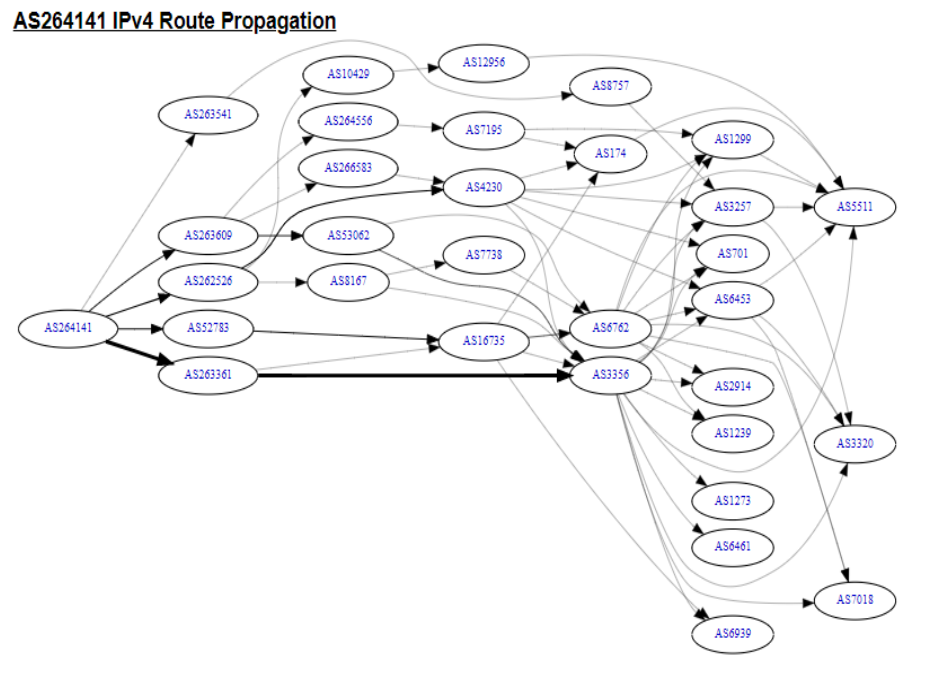 AS264141 IPv4 Route Propagation
AS12956
AS10429
AS8757
AS263541
AS264556
AS7195
AS1299
AS174
AS266583
AS4230
AS3257
AS5511
AS263609
AS53062
AS7738
AS701
AS262526
AS8167
AS6453
AS264141
AS52783
AS16735
AS6762
AS263361
AS3356
AS2914
AS1239
AS3320
AS1273
AS6461
AS7018
AS6939